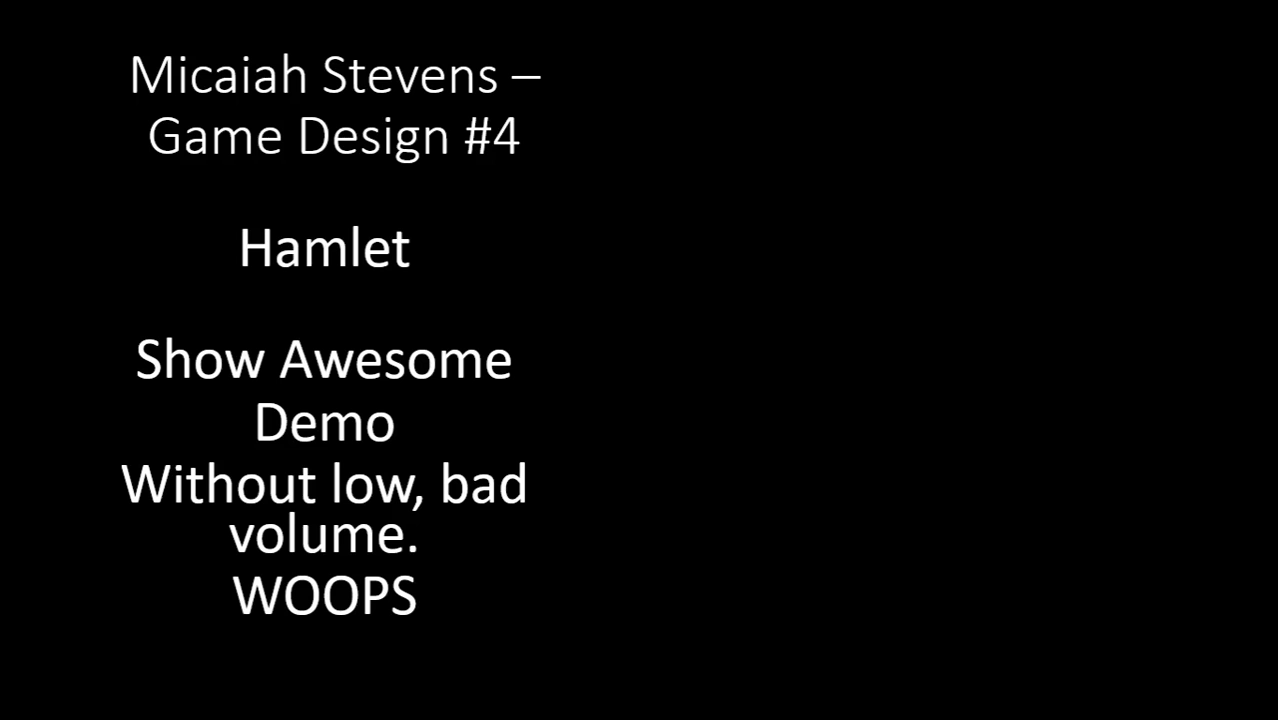 Micaiah Stevens –
Game Design #4
Hamlet
Show Awesome
Demo
Without low, bad
volume.
WOOPS